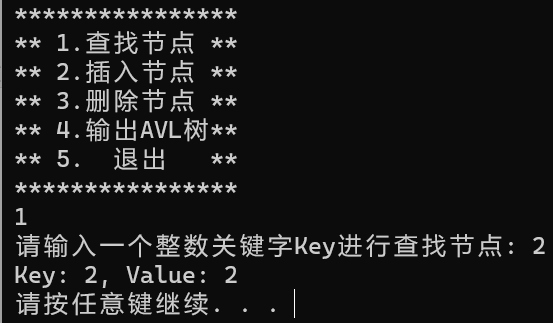 ****************
** 1.查找节点 **
** 2.插入节点 **
** 3.删除节点 **
** 4.输出AVL树**
** 5.  退出   **
****************
1
请输入一个整数关键字Key进行查找节点: 2
Key: 2, Value: 2
请按任意键继续. . .